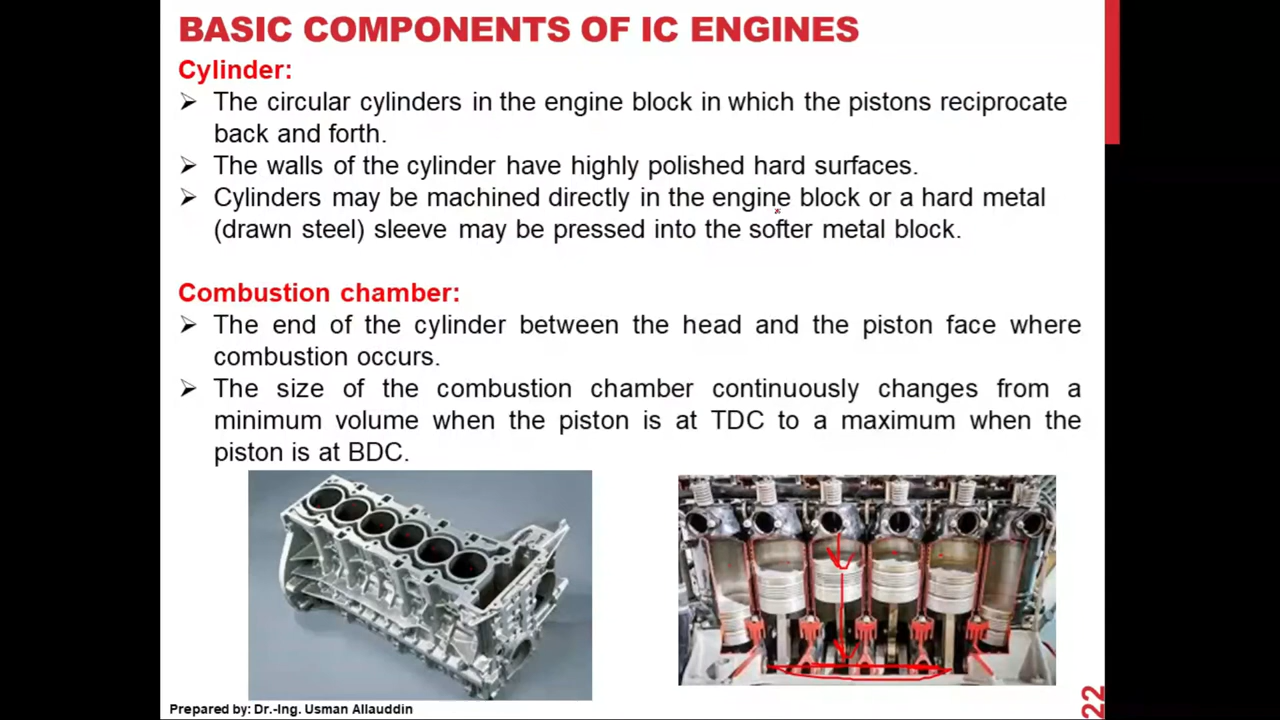 BASIC COMPONENTS OF IC ENGINES
Cylinder:
➢ The circular cylinders in the engine block in which the pistons reciprocate
back and forth.
➢ The walls of the cylinder have highly polished hard surfaces.
➢ Cylinders may be machined directly in the engine block or a hard metal
(drawn steel) sleeve may be pressed into the softer metal block.
Combustion chamber:
➢ The end of the cylinder between the head and the piston face where
combustion occurs.
➢ The size of the combustion chamber continuously changes from a
minimum volume when the piston is at TDC to a maximum when the
piston is at BDC.
Prepared by: Dr.-Ing. Usman Allauddin
22